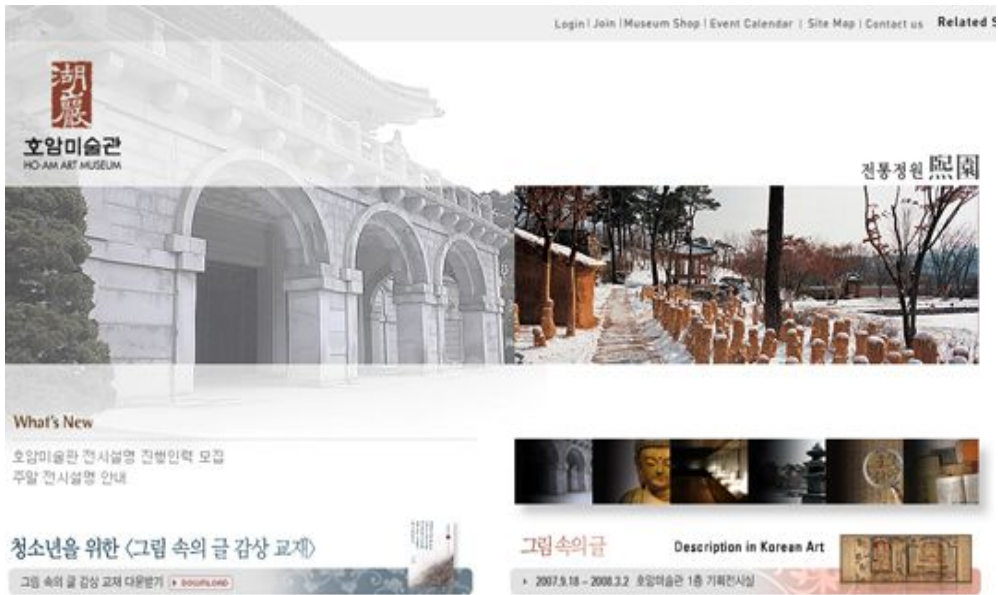 Login | Join | Museum Shop | Event Calendar | Site Map | Contact us Related S
湖巖
호암미술관
HO-AM ART MUSEUM
전통정원 熙園
What's New
호암미술관 전시설명 진행인력 모집
주말 전시설명 안내
청소년을 위한 〈그림 속의 글 감상 교재〉
그림 속의 글 감상 교재 다운받기 DOWNLOAD
그림 속의 글 Description in Korean Art
2007.9.18 - 2008.3.2 호암미술관 1층 기획전시실